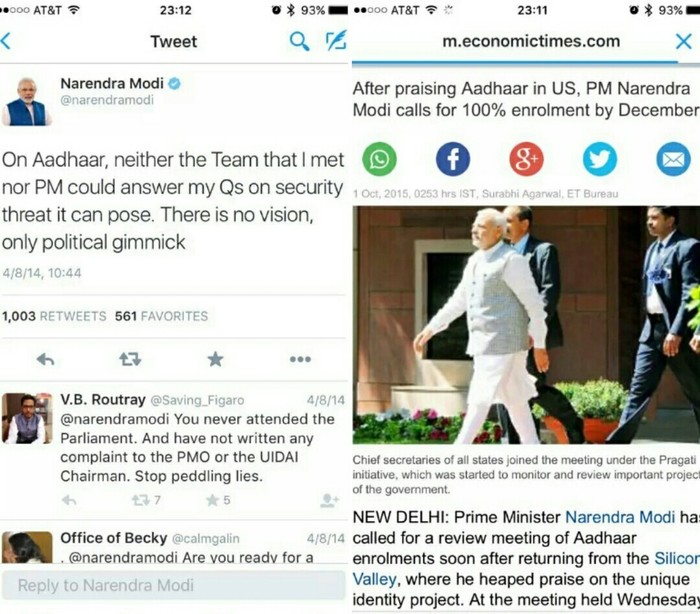 AT&T 23:12 93%
Tweet
Narendra Modi
@narendramodi
On Aadhaar, neither the Team that I met
nor PM could answer my Qs on security
threat it can pose. There is no vision,
only political gimmick
4/8/14, 10:44
1,003 RETWEETS 561 FAVORITES
V.B. Routray @Saving_Figaro 4/8/14
@narendramodi You never attended the
Parliament. And have not written any
complaint to the PMO or the UIDAI
Chairman. Stop peddling lies.
7 5
Office of Becky @calmgalin 4/8/14
. @narendramodi Are you ready for a
Reply to Narendra Modi
AT&T 23:11 93%
m.economictimes.com
After praising Aadhaar in US, PM Narendra
Modi calls for 100% enrolment by December
1 Oct, 2015, 0253 hrs IST, Surabhi Agarwal, ET Bureau
Chief secretaries of all states joined the meeting under the Pragati
initiative, which was started to monitor and review important project
of the government.
NEW DELHI: Prime Minister Narendra Modi has
called for a review meeting of Aadhaar
enrolments soon after returning from the Silicon
Valley, where he heaped praise on the unique
identity project. At the meeting held Wednesday